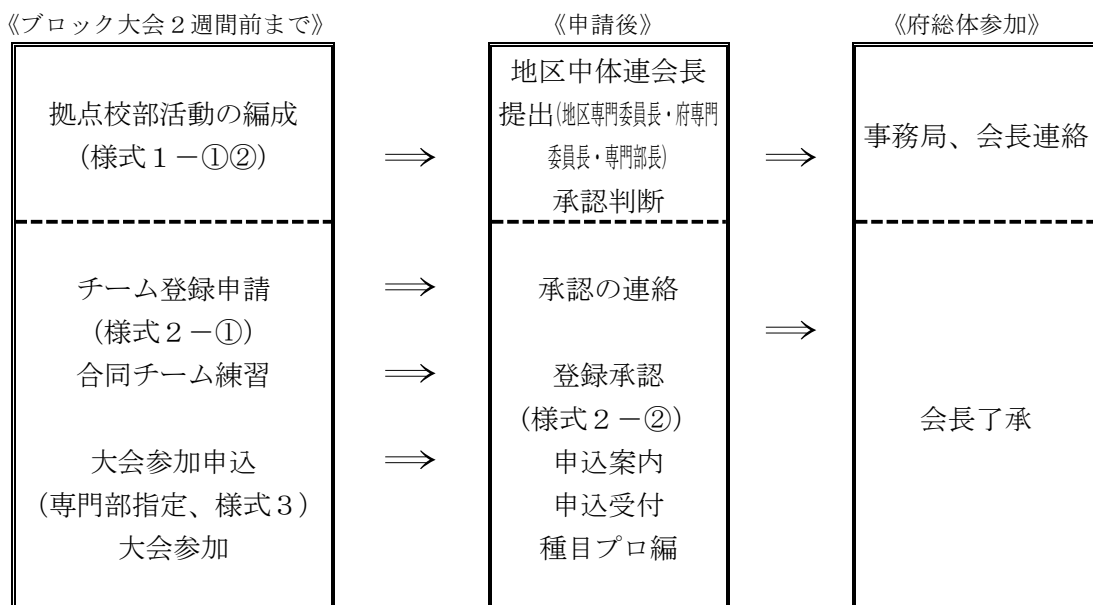 《ブロック大会２週間前まで》
《申請後》
《府総体参加》
拠点校部活動の編成
（様式１－①②）
⇒
地区中体連会長
提出(地区専門委員長・府専門
委員長・専門部長)
承認判断
⇒
事務局、会長連絡
チーム登録申請
（様式２－①）
合同チーム練習
大会参加申込
（専門部指定、様式３）
大会参加
⇒
⇒
⇒
承認の連絡
登録承認
（様式２－②）
申込案内
申込受付
種目プロ編
⇒
会長了承